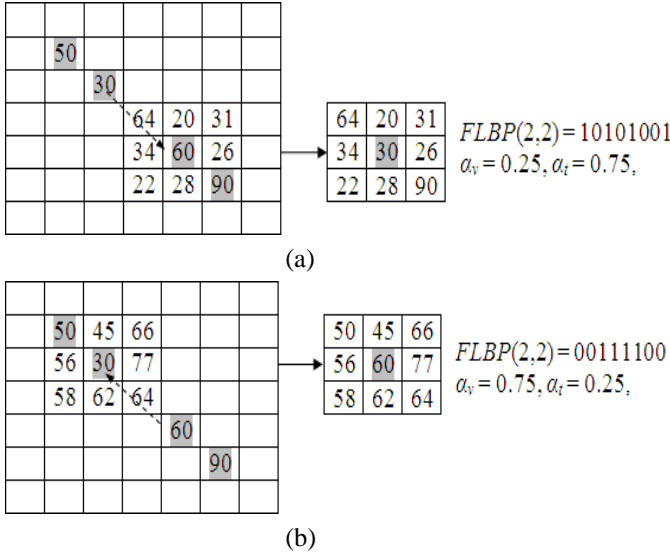 50
30
64 20 31
34 60 26
22 28 90
64 20 31
34 30 26
22 28 90
FLBP(2,2) = 10101001
αᵥ = 0.25, αₜ = 0.75,
(a)
50 45 66
56 30 77
58 62 64
60
90
50 45 66
56 60 77
58 62 64
FLBP(2,2) = 00111100
αᵥ = 0.75, αₜ = 0.25,
(b)